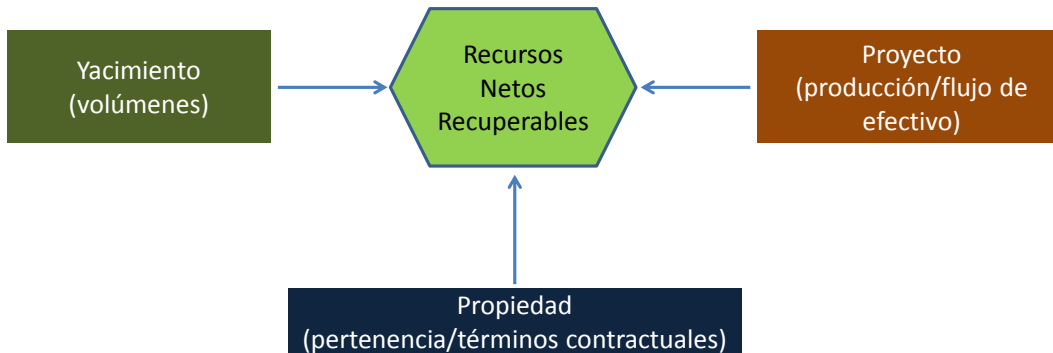 Yacimiento
(volúmenes)
Recursos
Netos
Recuperables
Proyecto
(producción/flujo de
efectivo)
Propiedad
(pertenencia/términos contractuales)